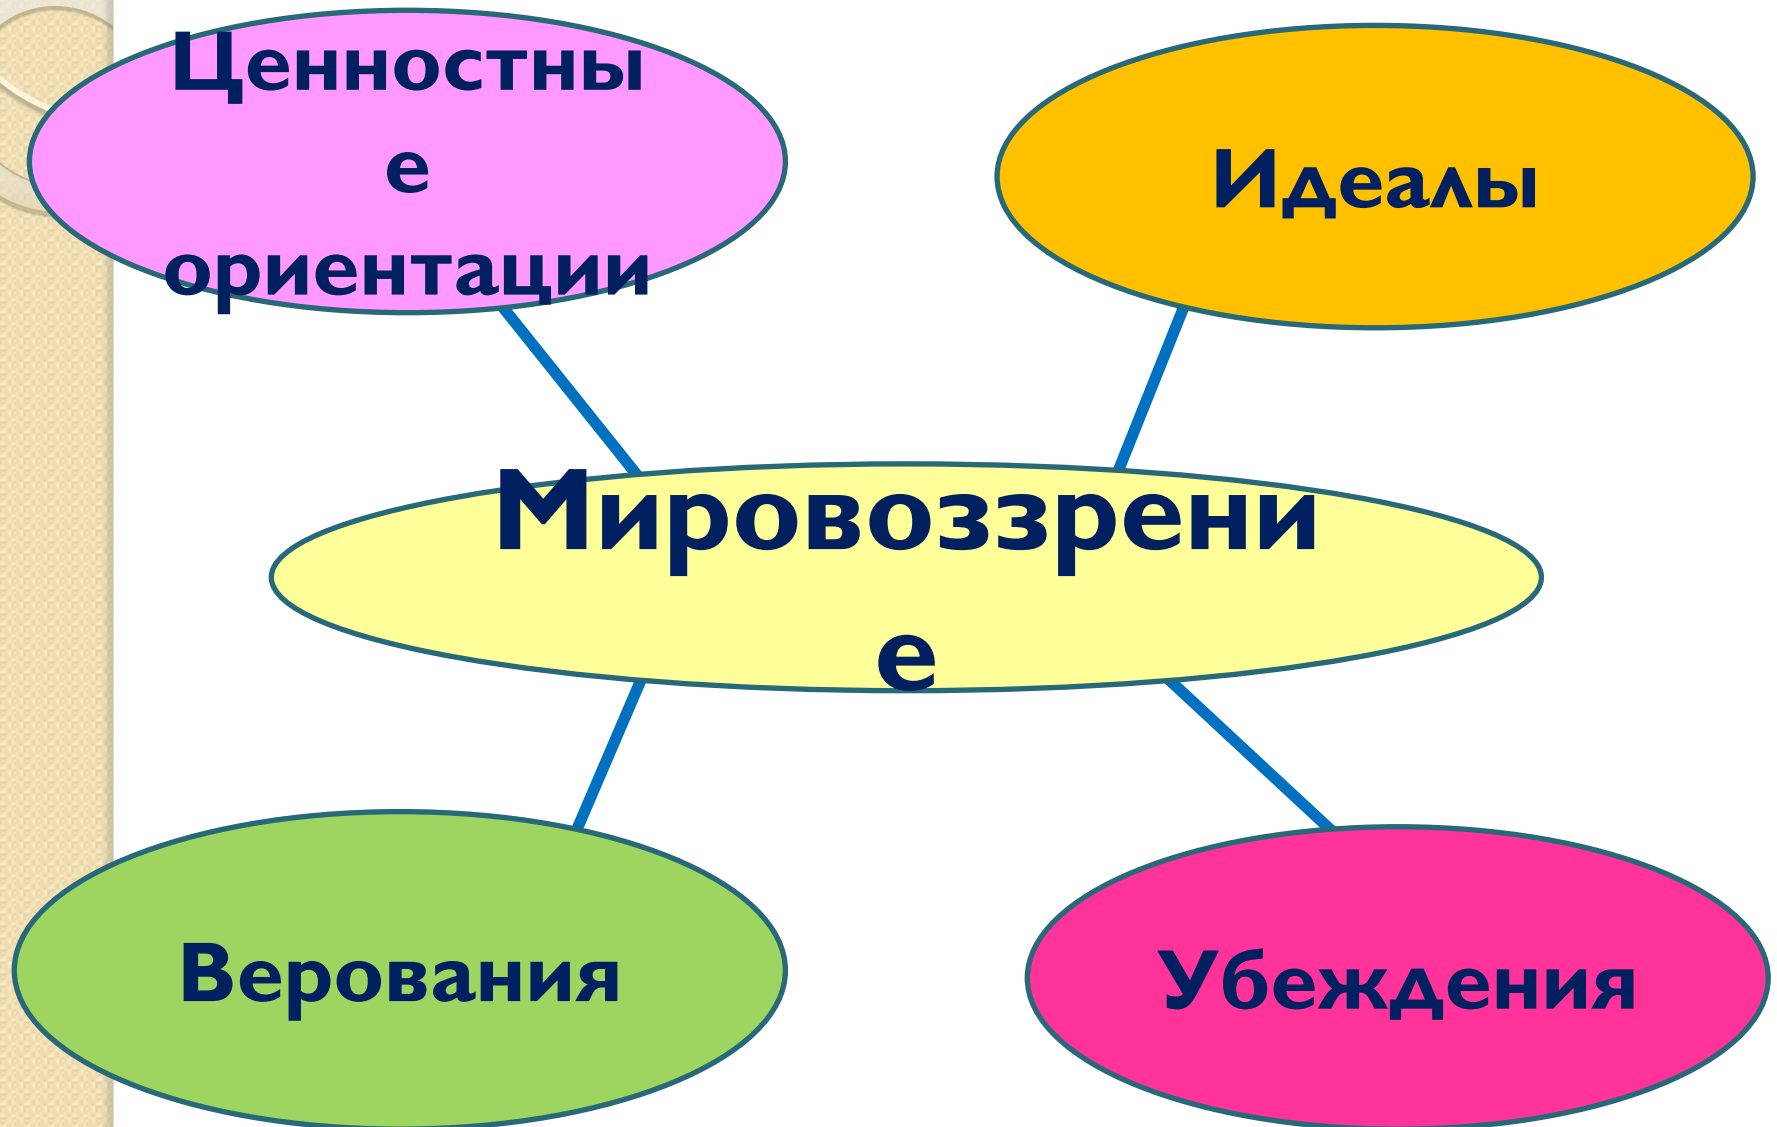 Ценностны
е
ориентации
Идеалы
Мировоззрени
е
Верования
Убеждения